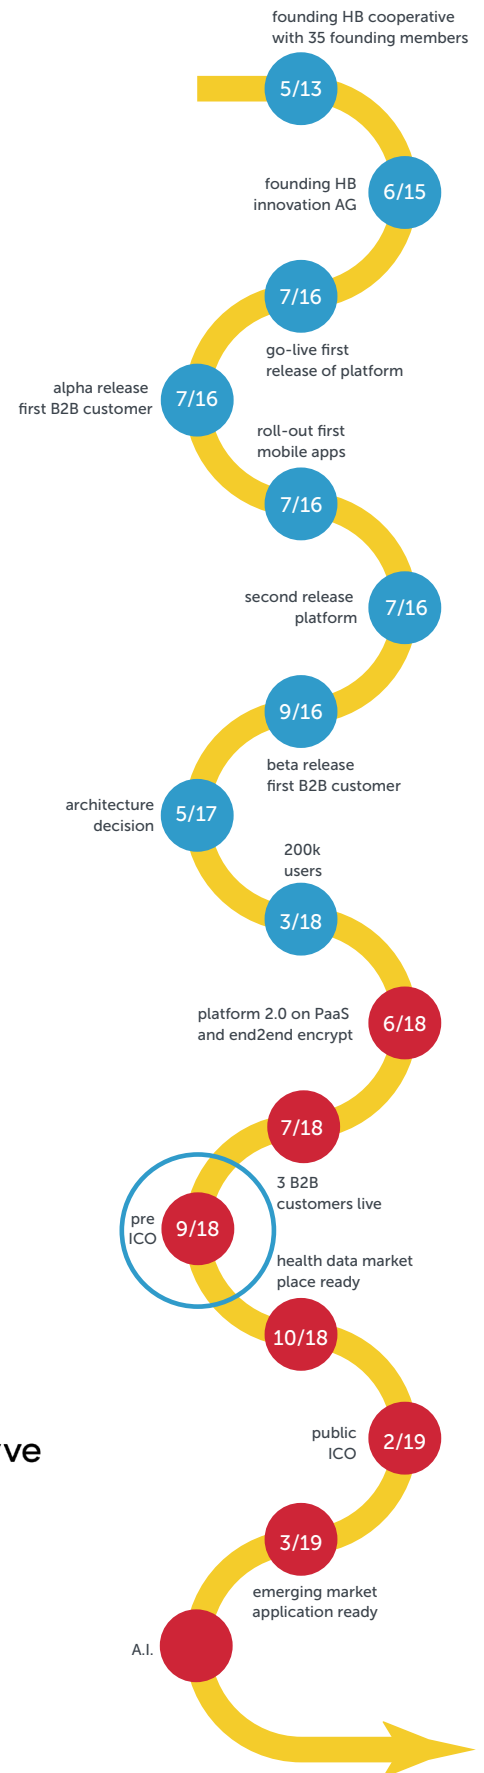 founding HB cooperative
with 35 founding members
5/13
founding HB
innovation AG
6/15
7/16
go-live first
release of platform
alpha release
first B2B customer
7/16
roll-out first
mobile apps
7/16
second release
platform
7/16
9/16
beta release
first B2B customer
architecture
decision
5/17
200k
users
3/18
platform 2.0 on PaaS
and end2end encrypt
6/18
7/18
3 B2B
customers live
pre
ICO
9/18
health data market
place ready
10/18
public
ICO
2/19
3/19
emerging market
application ready
A.I.